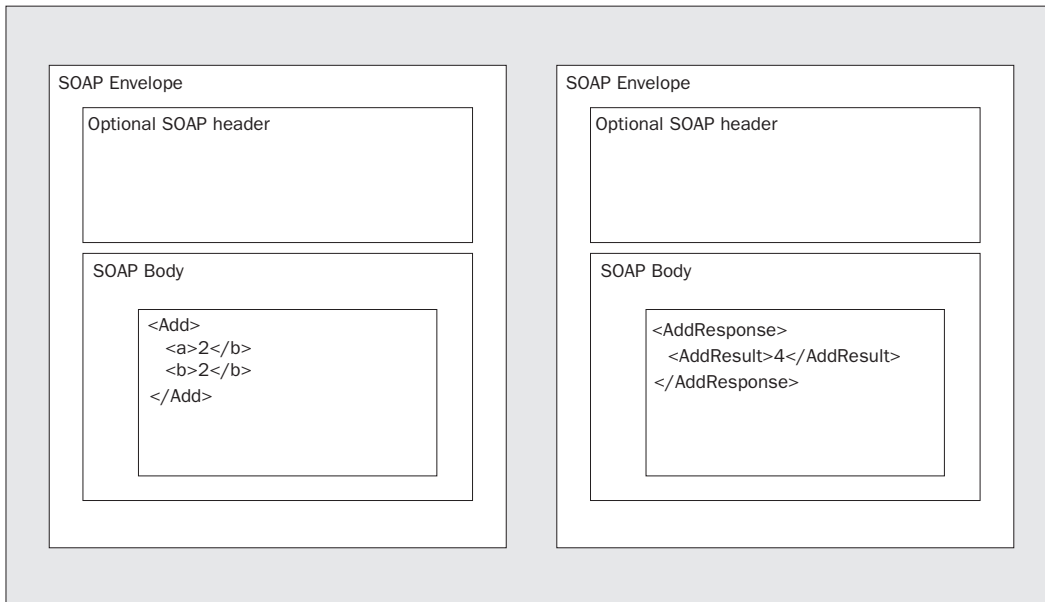 SOAP Envelope
Optional SOAP header
SOAP Body
<Add>
<a>2</b>
<b>2</b>
</Add>
SOAP Envelope
Optional SOAP header
SOAP Body
<AddResponse>
<AddResult>4</AddResult>
</AddResponse>